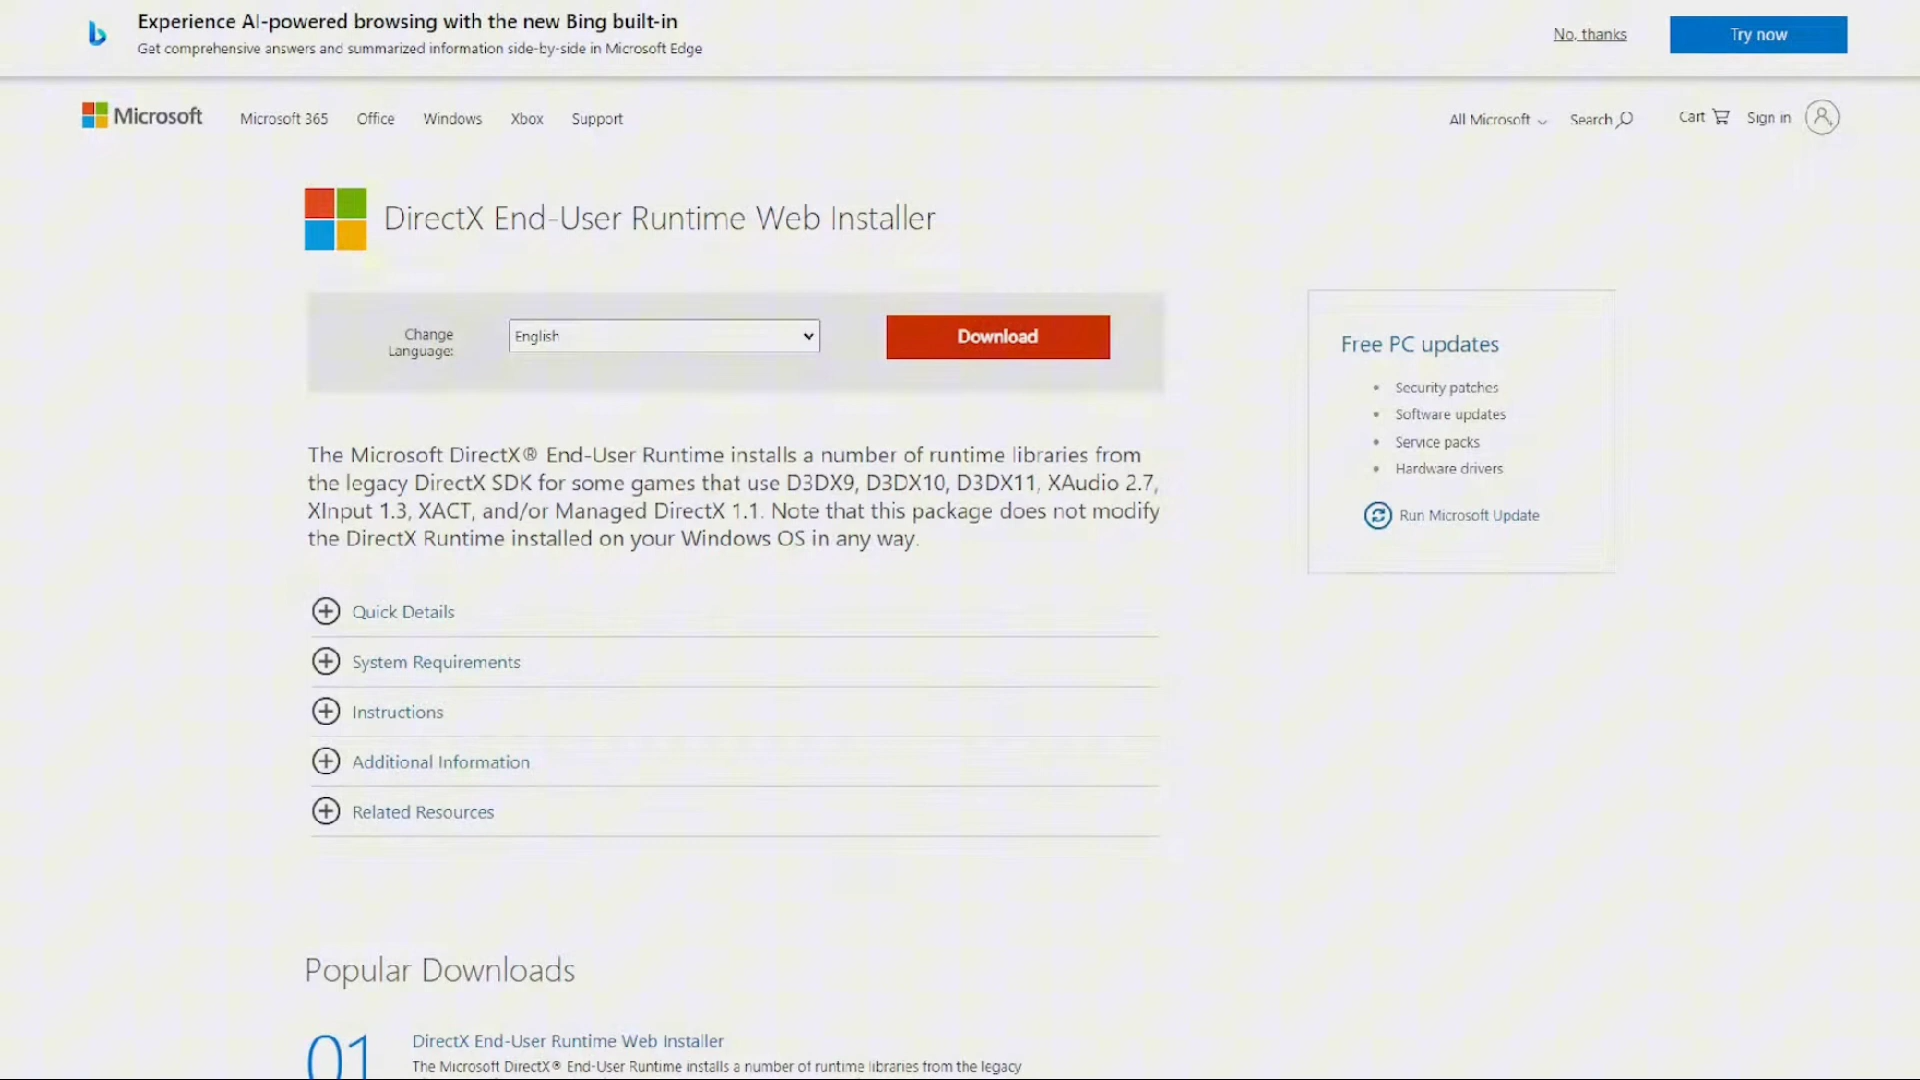 Experience AI-powered browsing with the new Bing built-in
Get comprehensive answers and summarized information side-by-side in Microsoft Edge
No, thanks
Try now
Microsoft
Microsoft 365
Office
Windows
Xbox
Support
All Microsoft
Search
Cart
Sign in
DirectX End-User Runtime Web Installer
Change
Language:
English
Download
The Microsoft DirectX® End-User Runtime installs a number of runtime libraries from
the legacy DirectX SDK for some games that use D3DX9, D3DX10, D3DX11, XAudio 2.7,
XInput 1.3, XACT, and/or Managed DirectX 1.1. Note that this package does not modify
the DirectX Runtime installed on your Windows OS in any way.
Free PC updates
Security patches
Software updates
Service packs
Hardware drivers
Run Microsoft Update
Quick Details
System Requirements
Instructions
Additional Information
Related Resources
Popular Downloads
01
DirectX End-User Runtime Web Installer
The Microsoft DirectX® End-User Runtime installs a number of runtime libraries from the legacy